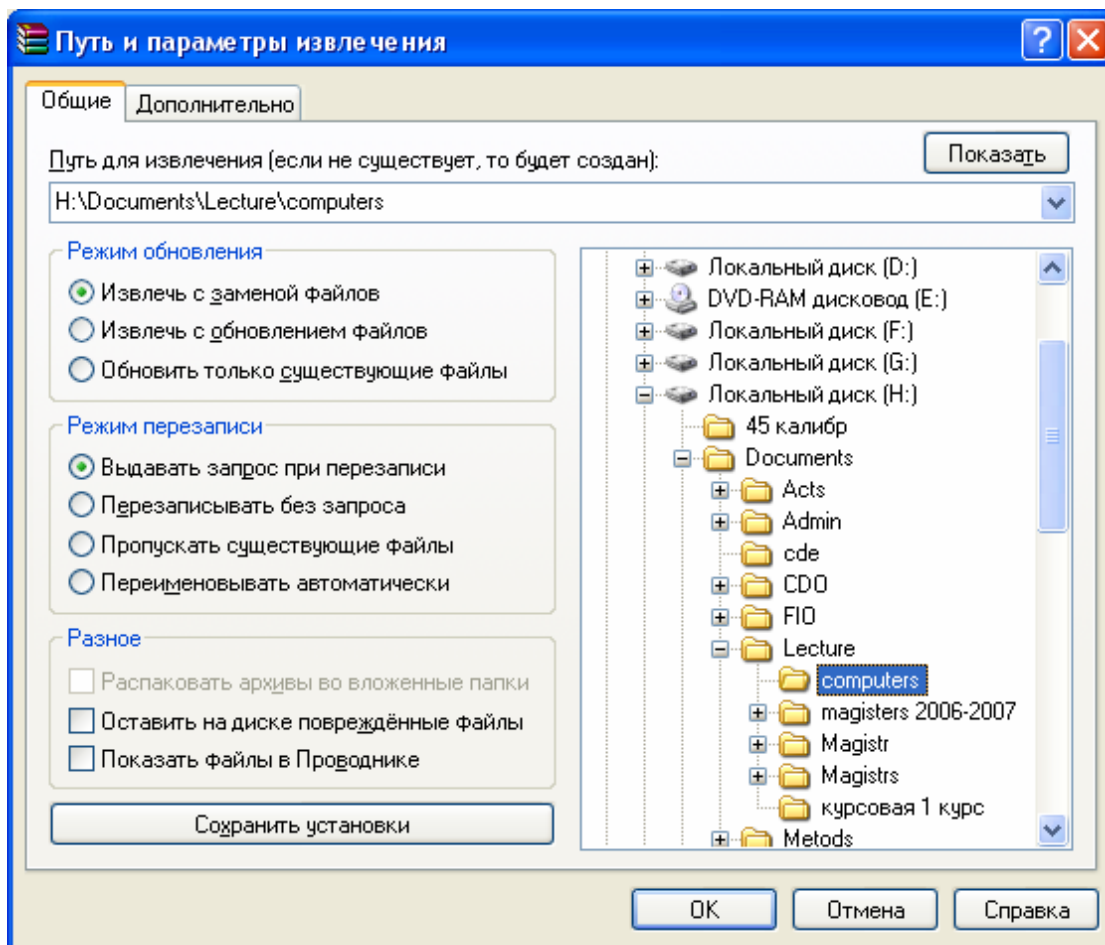 Путь и параметры извлечения
Общие
Дополнительно
Путь для извлечения (если не существует, то будет создан):
Показать
H:\Documents\Lecture\computers
Режим обновления
Извлечь с заменой файлов
Извлечь с обновлением файлов
Обновить только существующие файлы
Режим перезаписи
Выдавать запрос при перезаписи
Перезаписывать без запроса
Пропускать существующие файлы
Переименовывать автоматически
Разное
Распаковать архивы во вложенные папки
Оставить на диске повреждённые файлы
Показать файлы в Проводнике
Сохранить установки
Локальный диск (D:)
DVD-RAM дисковод (E:)
Локальный диск (F:)
Локальный диск (G:)
Локальный диск (H:)
45 калибр
Documents
Acts
Admin
cde
CDO
FIO
Lecture
computers
magisters 2006-2007
Magistr
Magistrs
курсовая 1 курс
Metods
OK
Отмена
Справка